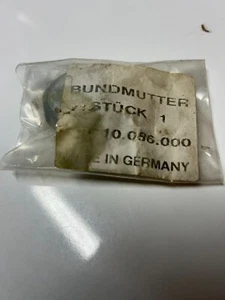 BUNDMUTTER
STÜCK 1
10.086.000
IN GERMANY